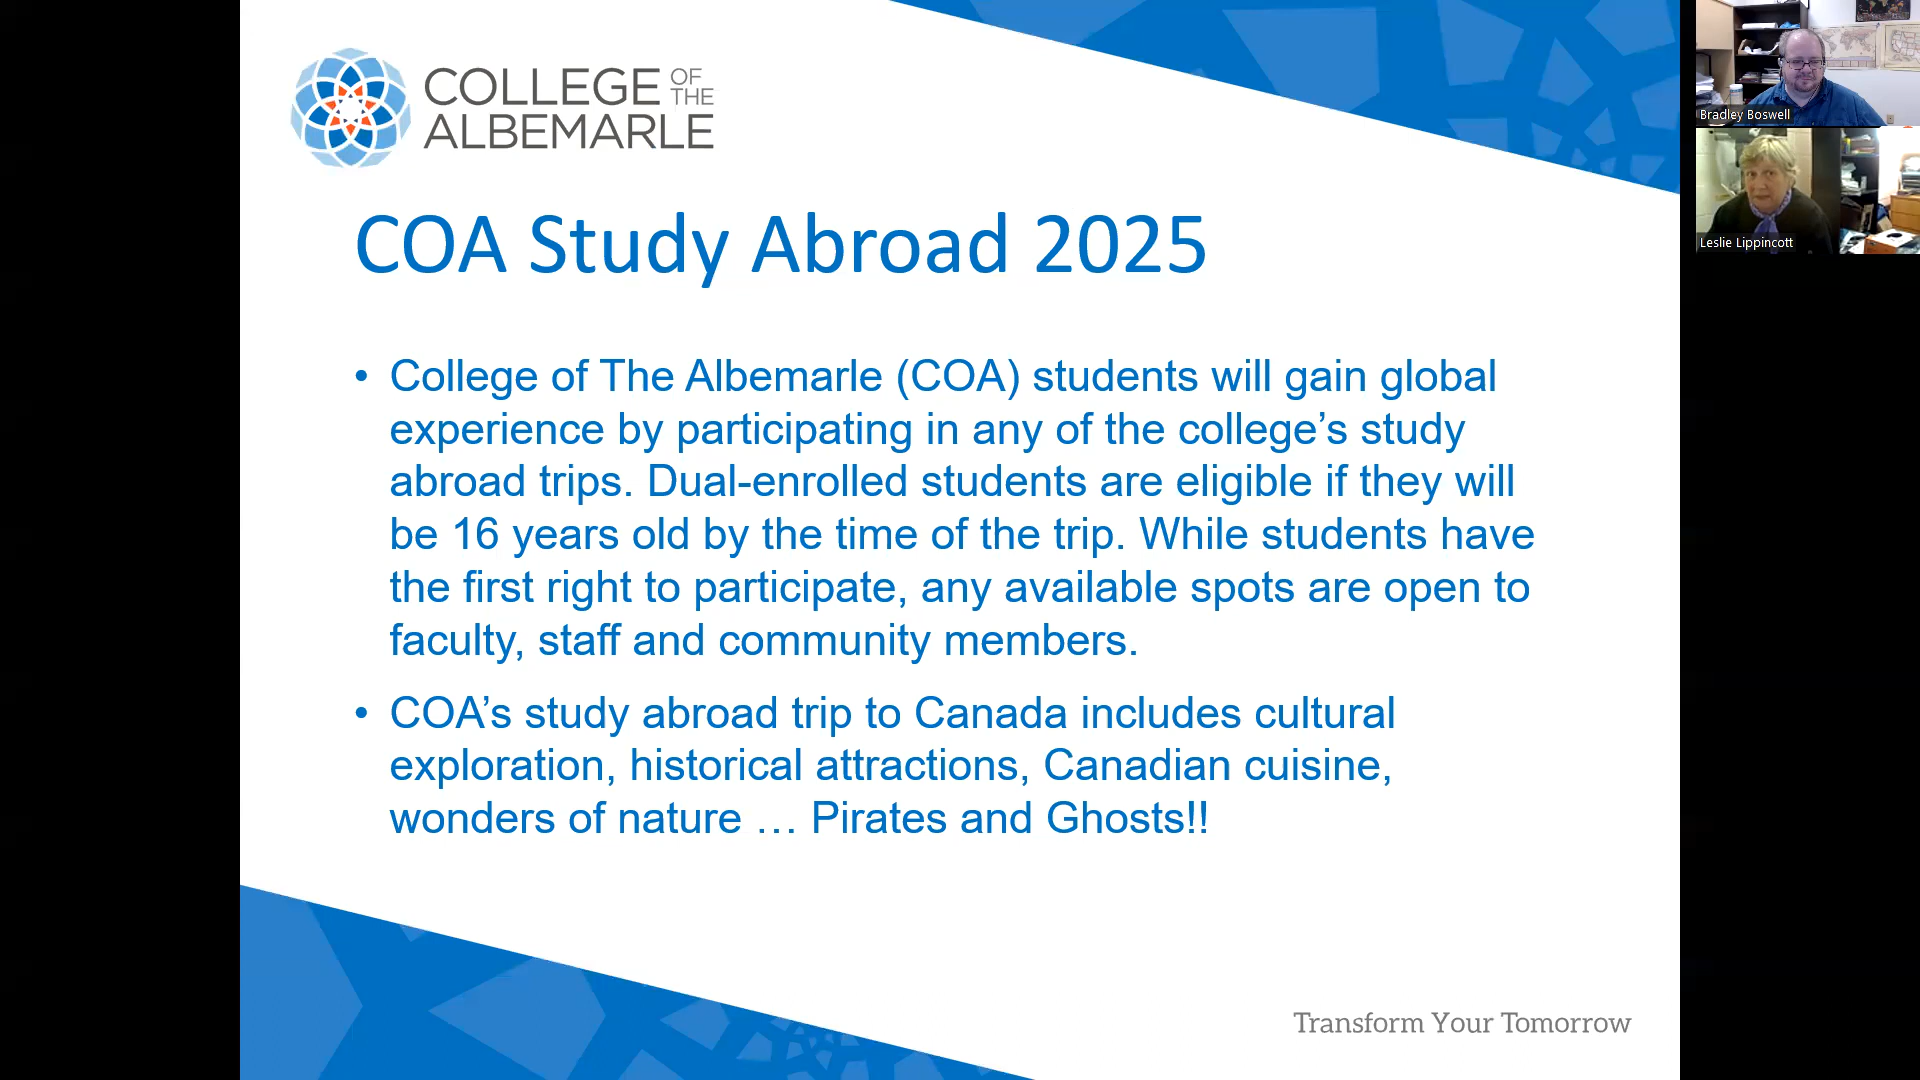 COLLEGE OF THE
ALBEMARLE
COA Study Abroad 2025
• College of The Albemarle (COA) students will gain global
experience by participating in any of the college’s study
abroad trips. Dual-enrolled students are eligible if they will
be 16 years old by the time of the trip. While students have
the first right to participate, any available spots are open to
faculty, staff and community members.
• COA’s study abroad trip to Canada includes cultural
exploration, historical attractions, Canadian cuisine,
wonders of nature … Pirates and Ghosts!!
Transform Your Tomorrow
Bradley Boswell
Leslie Lippincott